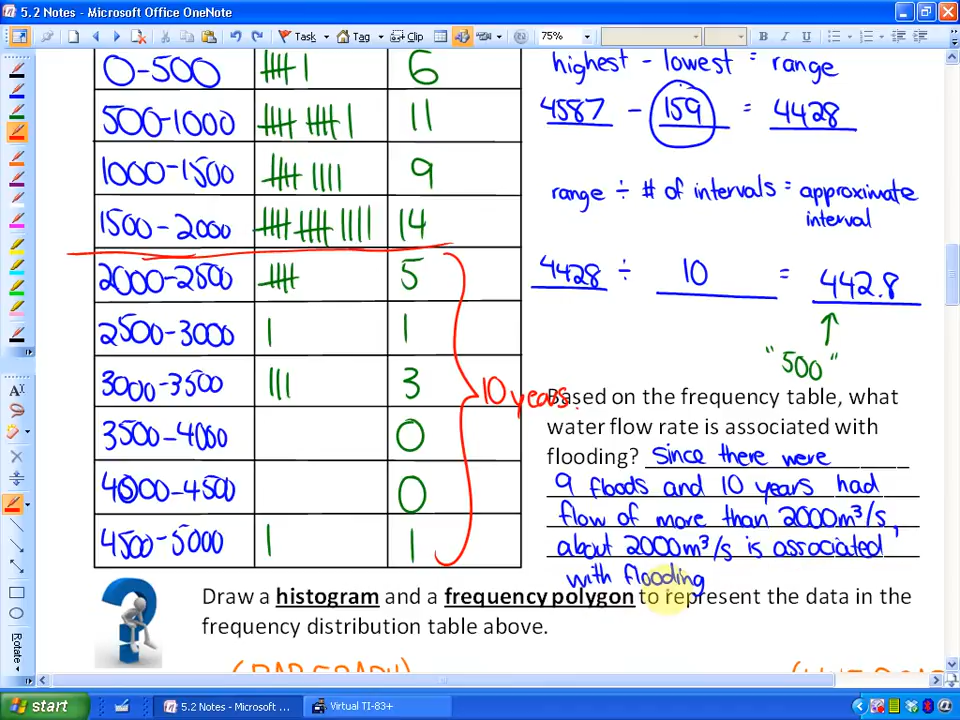 5.2 Notes - Microsoft Office OneNote
Task Tag Clip 75% B I U
0-500 6
500-1000 11
1000-1500 9
1500-2000 14
2000-2500 5
2500-3000 1
3000-3500 3
3500-4000 0
4000-4500 0
4500-5000 1
10 years.
highest - lowest = range
4587 - 159 = 4428
range ÷ # of intervals = approximate
interval
4428 ÷ 10 = 442.8
"500"
Based on the frequency table, what
water flow rate is associated with
flooding? Since there were
9 floods and 10 years had
flow of more than 2000m³/s,
about 2000m³/s is associated
with flooding
Draw a histogram and a frequency polygon to represent the data in the
frequency distribution table above.
Rotate
start 5.2 Notes - Microsoft ... Virtual TI-83+ 7:06 PM